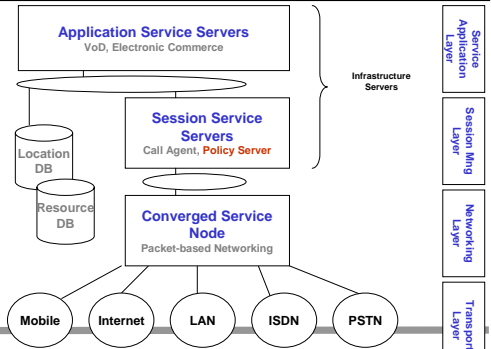 Application Service Servers
VoD, Electronic Commerce
Infrastructure
Servers
Session Service
Servers
Call Agent, Policy Server
Location
DB
Resource
DB
Converged Service
Node
Packet-based Networking
Mobile
Internet
LAN
ISDN
PSTN
Service
Application
Layer
Session Mng
Layer
Networking
Layer
Transport
Layer